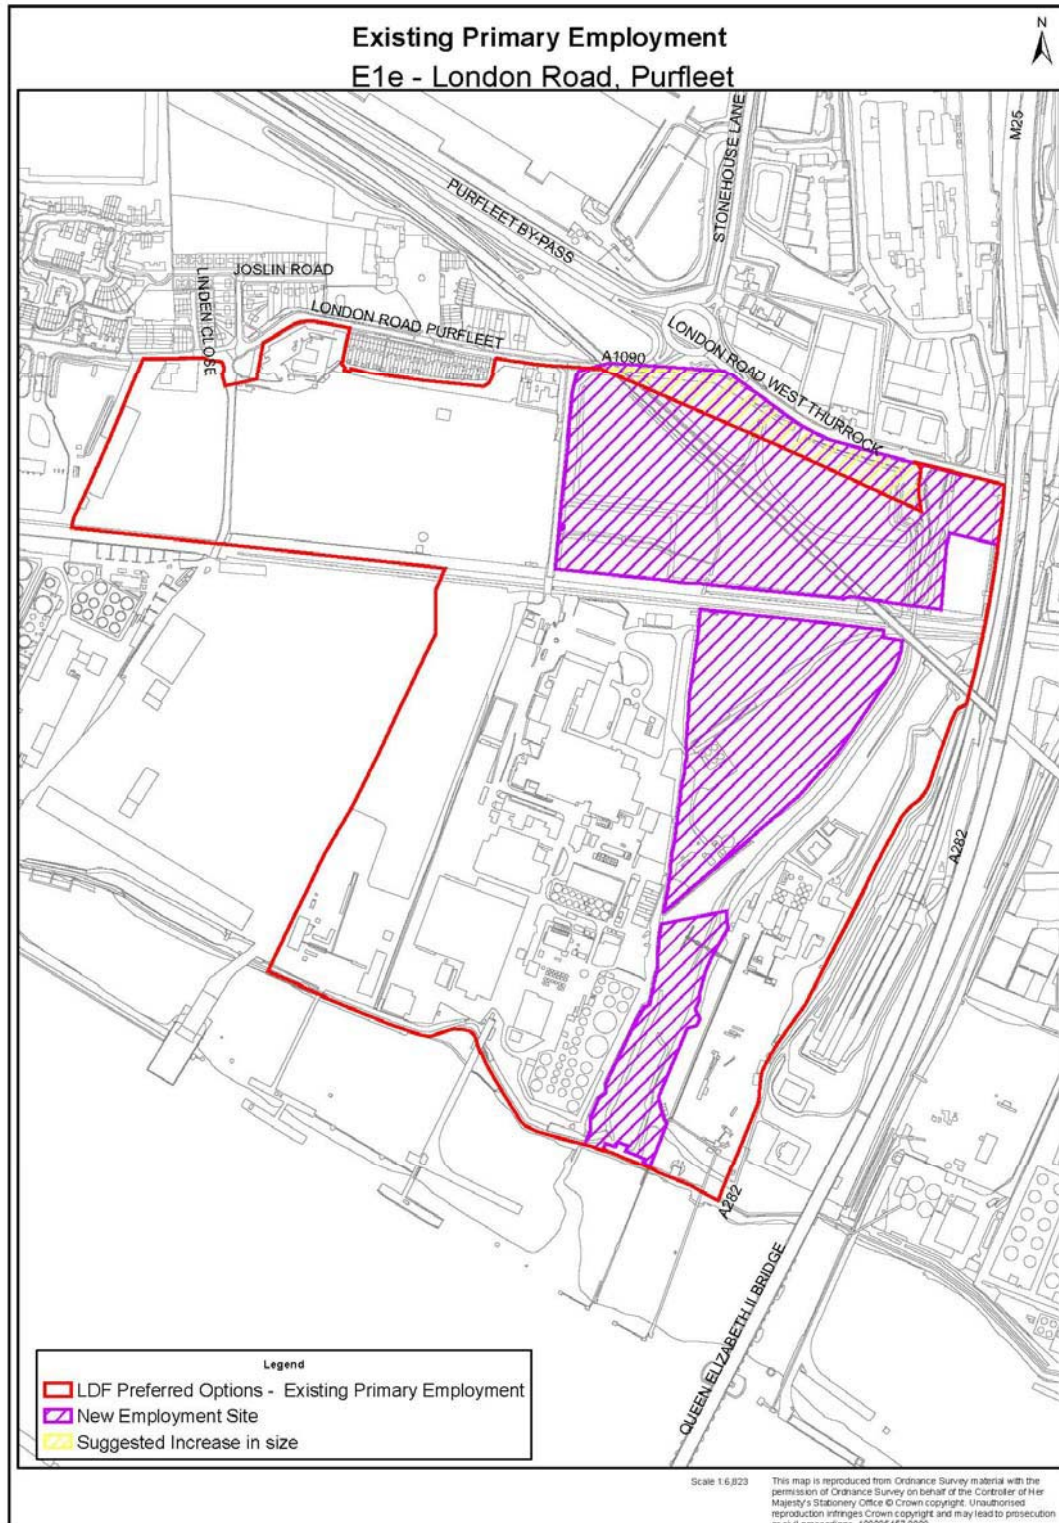 Existing Primary Employment
E1e - London Road, Purfleet
N
M25
STONEHOUSE LANE
PURFLEET BY-PASS
JOSLIN ROAD
LINDEN CLOSE
LONDON ROAD PURFLEET
A1090
LONDON ROAD WEST THURROCK
A282
A282
QUEEN ELIZABETH II BRIDGE
Legend
LDF Preferred Options - Existing Primary Employment
New Employment Site
Suggested Increase in size
Scale 1:6,823
This map is reproduced from Ordnance Survey material with the
permission of Ordnance Survey on behalf of the Controller of Her
Majesty's Stationery Office © Crown copyright. Unauthorised
reproduction infringes Crown copyright and may lead to prosecution